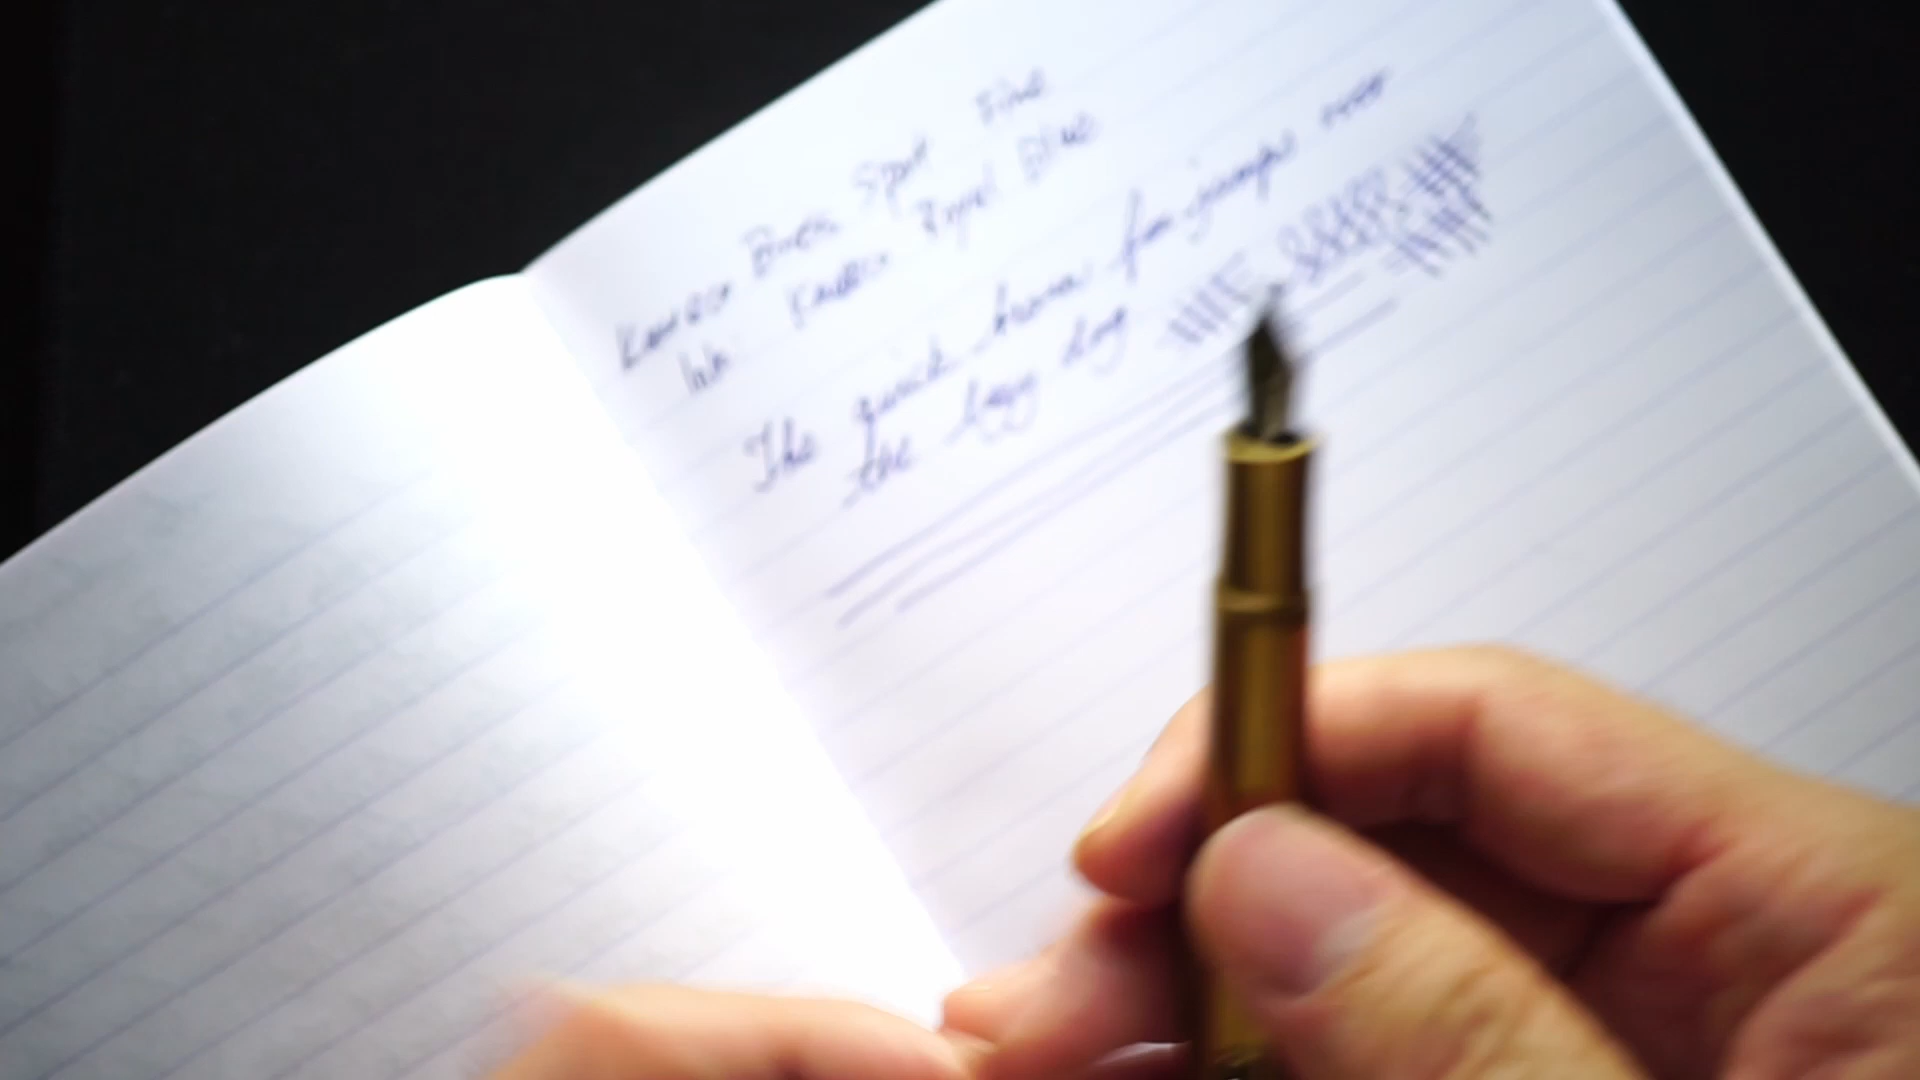 Kaweco Brass Sport Fine
Ink Kaweco Royal Blue
The quick brown fox jumps over
the lazy dog